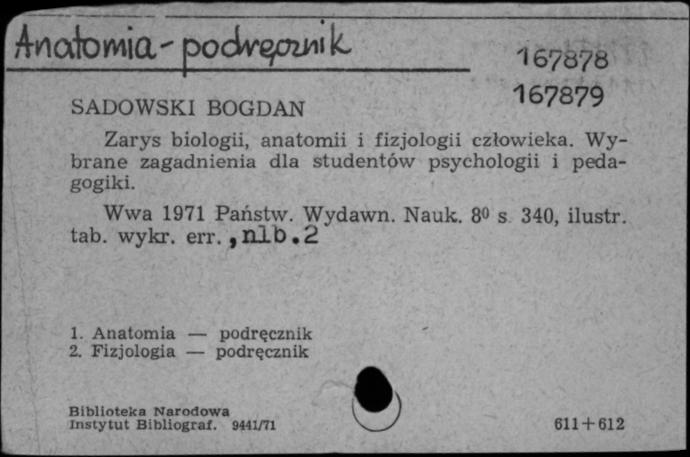 Anatomia - podręcznik
167878
167879
SADOWSKI BOGDAN
Zarys biologii, anatomii i fizjologii człowieka. Wy-
brane zagadnienia dla studentów psychologii i peda-
gogiki.
Wwa 1971 Państw. Wydawn. Nauk. 8⁰ s 340, ilustr.
tab. wykr. err. , nlb. 2
1. Anatomia — podręcznik
2. Fizjologia — podręcznik
Biblioteka Narodowa
Instytut Bibliograf. 9441/71
611+612